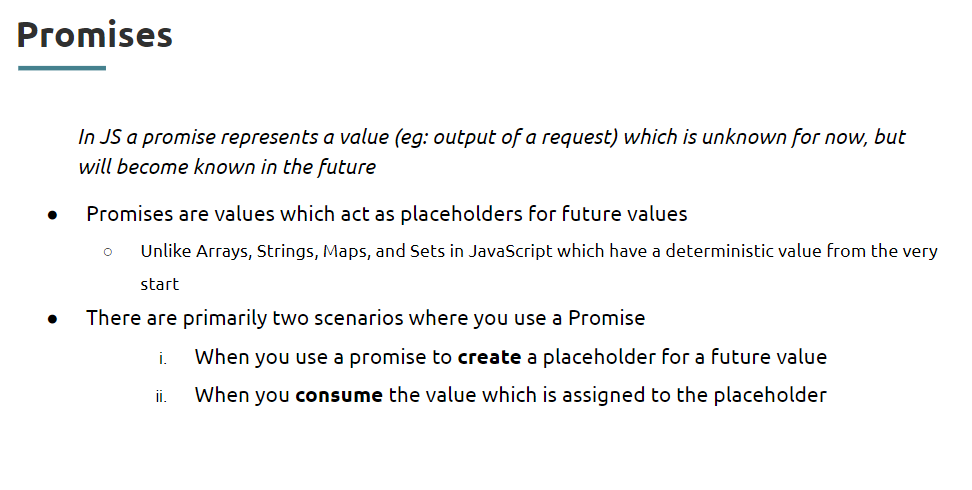 Promises
In JS a promise represents a value (eg: output of a request) which is unknown for now, but
will become known in the future
● Promises are values which act as placeholders for future values
○ Unlike Arrays, Strings, Maps, and Sets in JavaScript which have a deterministic value from the very
start
● There are primarily two scenarios where you use a Promise
i. When you use a promise to create a placeholder for a future value
ii. When you consume the value which is assigned to the placeholder